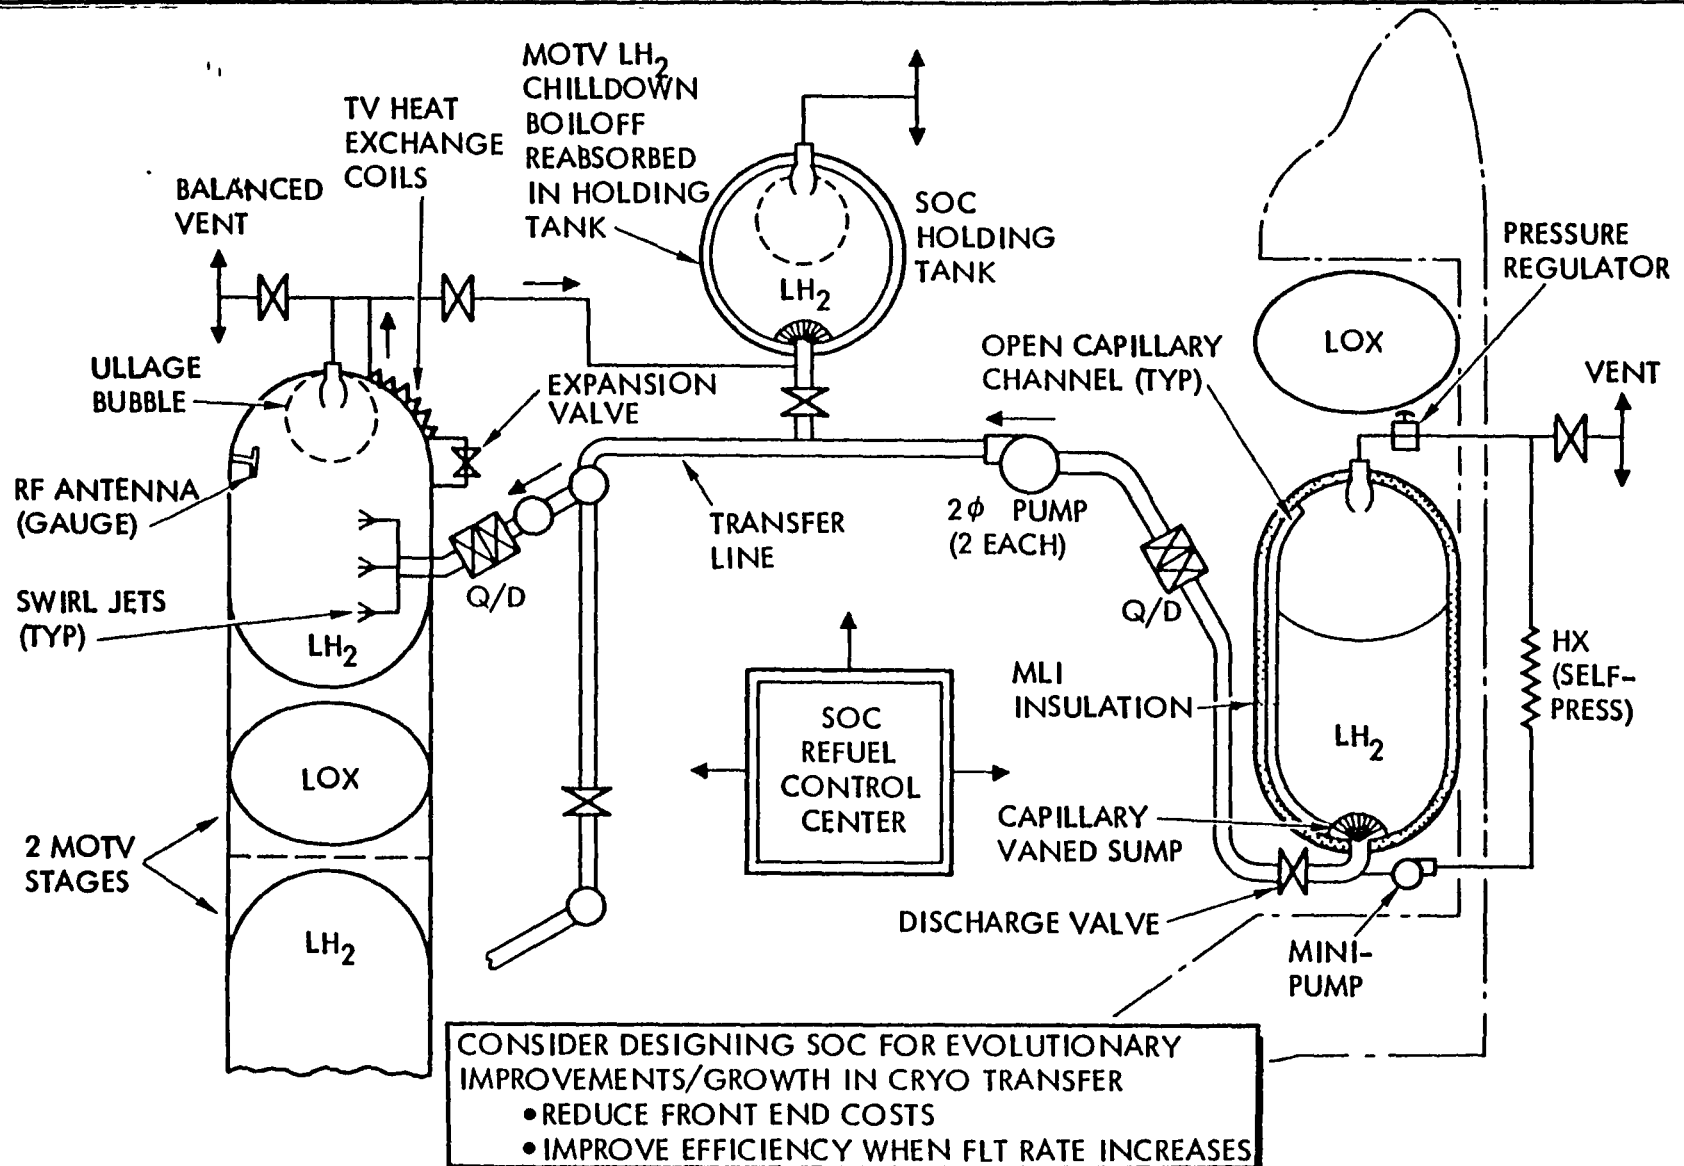 MOTV LH2
CHILLDOWN
BOILOFF
REABSORBED
IN HOLDING
TANK
TV HEAT
EXCHANGE
COILS
BALANCED
VENT
SOC
HOLDING
TANK
LH2
PRESSURE
REGULATOR
LOX
OPEN CAPILLARY
CHANNEL (TYP)
VENT
ULLAGE
BUBBLE
EXPANSION
VALVE
RF ANTENNA
(GAUGE)
TRANSFER
LINE
2ϕ PUMP
(2 EACH)
Q/D
Q/D
SWIRL JETS
(TYP)
LH2
MLI
INSULATION
HX
(SELF-
PRESS)
LH2
SOC
REFUEL
CONTROL
CENTER
LOX
CAPILLARY
VANED SUMP
2 MOTV
STAGES
LH2
DISCHARGE VALVE
MINI-
PUMP
CONSIDER DESIGNING SOC FOR EVOLUTIONARY
IMPROVEMENTS/GROWTH IN CRYO TRANSFER
• REDUCE FRONT END COSTS
• IMPROVE EFFICIENCY WHEN FLT RATE INCREASES